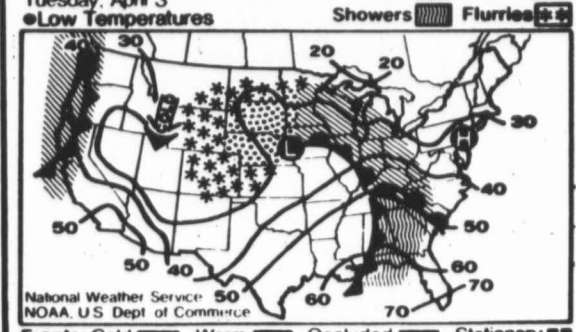 Tuesday, April 3
●Low Temperatures Showers Flurries
40 30 20 20
30
L H
40
50 50
50 40 60
National Weather Service 50 60 70
NOAA, U S Dept of Commerce 70
Fronts: Cold Warm Occluded Stationary